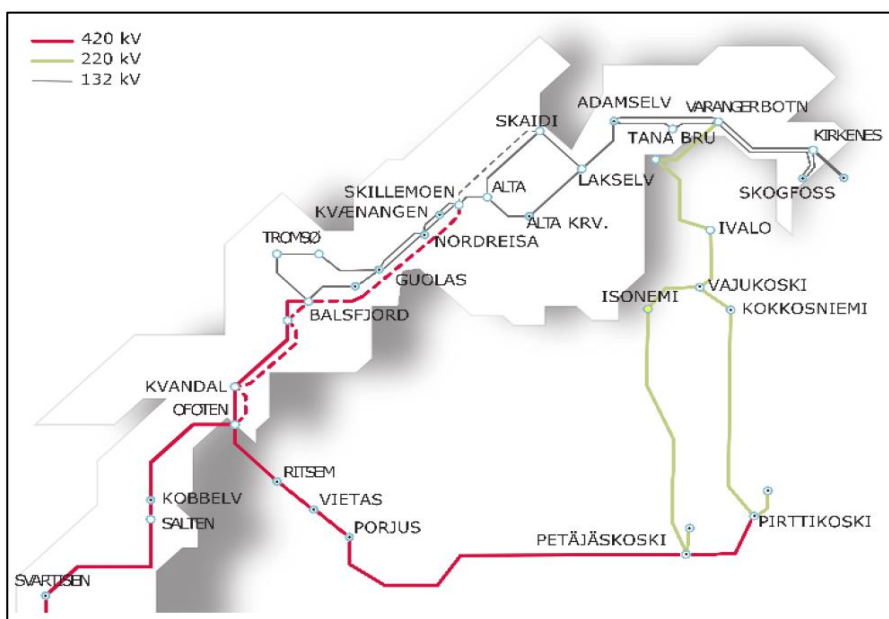 420 kV
220 kV
132 kV
ADAMSELV
VARANGERBOTN
SKAIDI
TANA BRU
KIRKENES
LAKSELV
SKILLEMOEN
ALTA
SKOGFOSS
KVÆNANGEN
ALTA KRV.
TROMSØ
NORDREISA
IVALO
GUOLAS
VAJUKOSKI
ISONEMI
BALSFJORD
KOKKOSNIEMI
KVANDAL
OFOTEN
RITSEM
KOBBELV
VIETAS
SALTEN
PORJUS
PIRTTIKOSKI
PETÄJÄSKOSKI
SVARTISEN